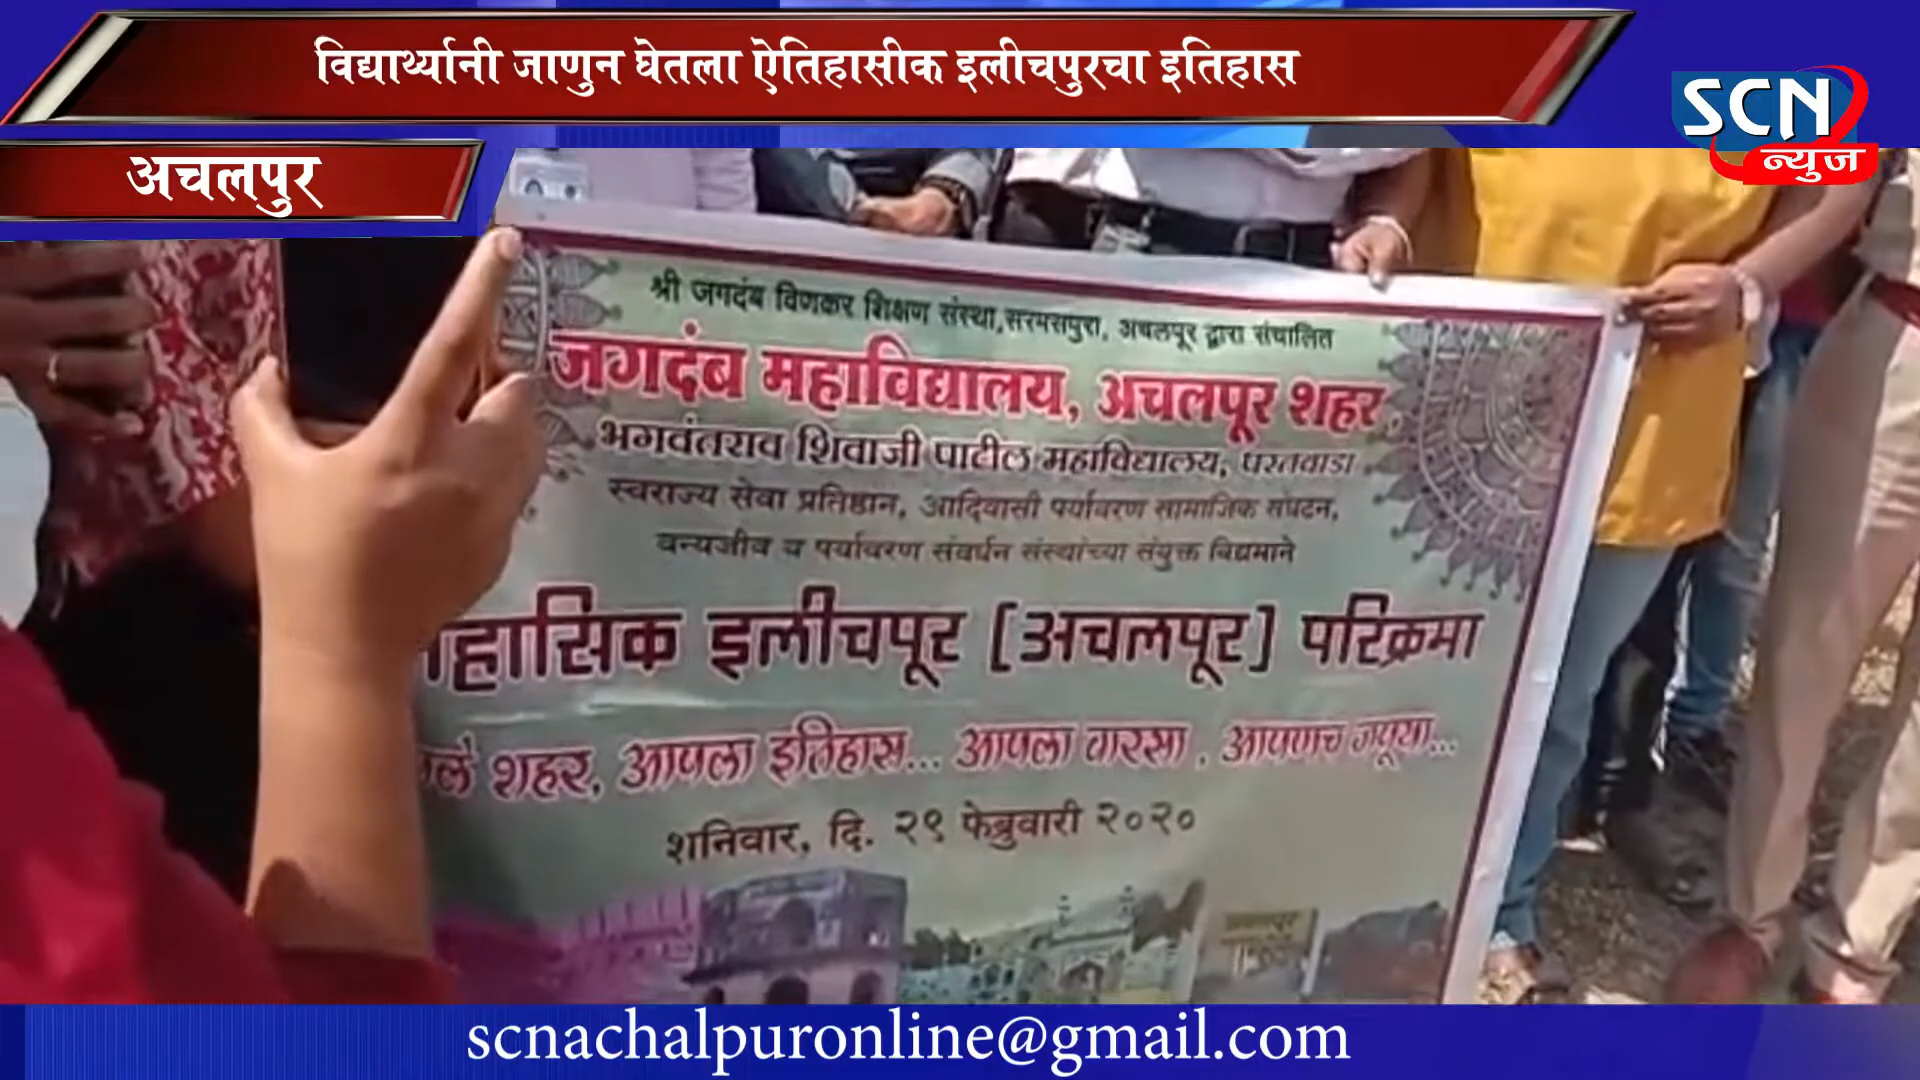 विद्यार्थ्यानी जाणुन घेतला ऐतिहासीक इलीचपुरचा इतिहास
SCN
न्युज
अचलपुर
श्री जगदंब विणकर शिक्षण संस्था,सरमसपुरा, अचलपूर द्वारा संचालित
जगदंब महाविद्यालय, अचलपूर शहर,
भगवंतराव शिवाजी पाटील महाविद्यालय, परतवाडा
स्वराज्य सेवा प्रतिष्ठान, आदिवासी पर्यावरण सामाजिक संघटन,
वन्यजीव व पर्यावरण संवर्धन संस्थांच्या संयुक्त विद्यमाने
हासिक इलीचपूर [अचलपूर] परिक्रमा
ले शहर, आपला इतिहास... आपला वारसा , आपणच जपूया...
शनिवार, दि. २९ फेब्रुवारी २०२०
scnachalpuronline@gmail.com